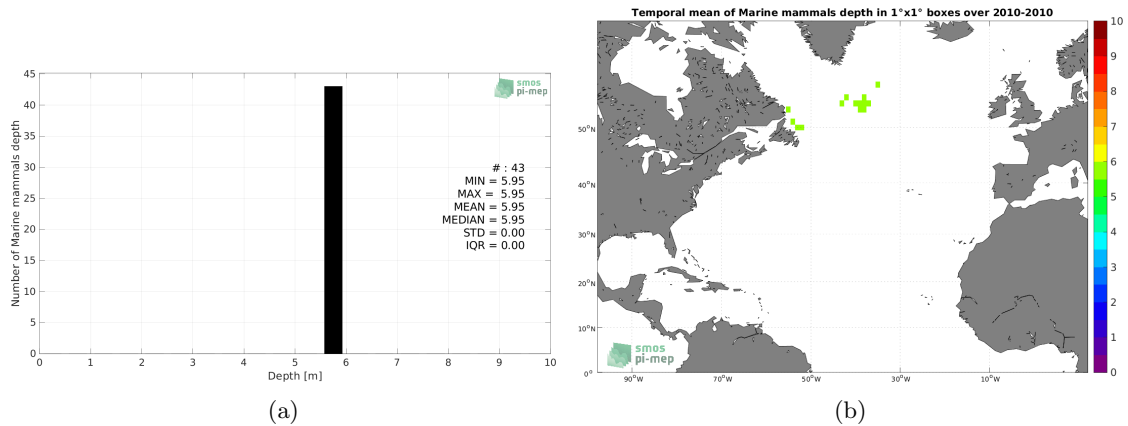 smos
pi-mep
45
40
35
30
25
20
15
10
5
0
Number of Marine mammals depth
# : 43
MIN = 5.95
MAX = 5.95
MEAN = 5.95
MEDIAN = 5.95
STD = 0.00
IQR = 0.00
0 1 2 3 4 5 6 7 8 9 10
Depth [m]
(a)
Temporal mean of Marine mammals depth in 1°x1° boxes over 2010-2010
50°N
40°N
30°N
20°N
10°N
0°
smos
pi-mep
90°W 70°W 50°W 30°W 10°W
10
9
8
7
6
5
4
3
2
1
0
(b)